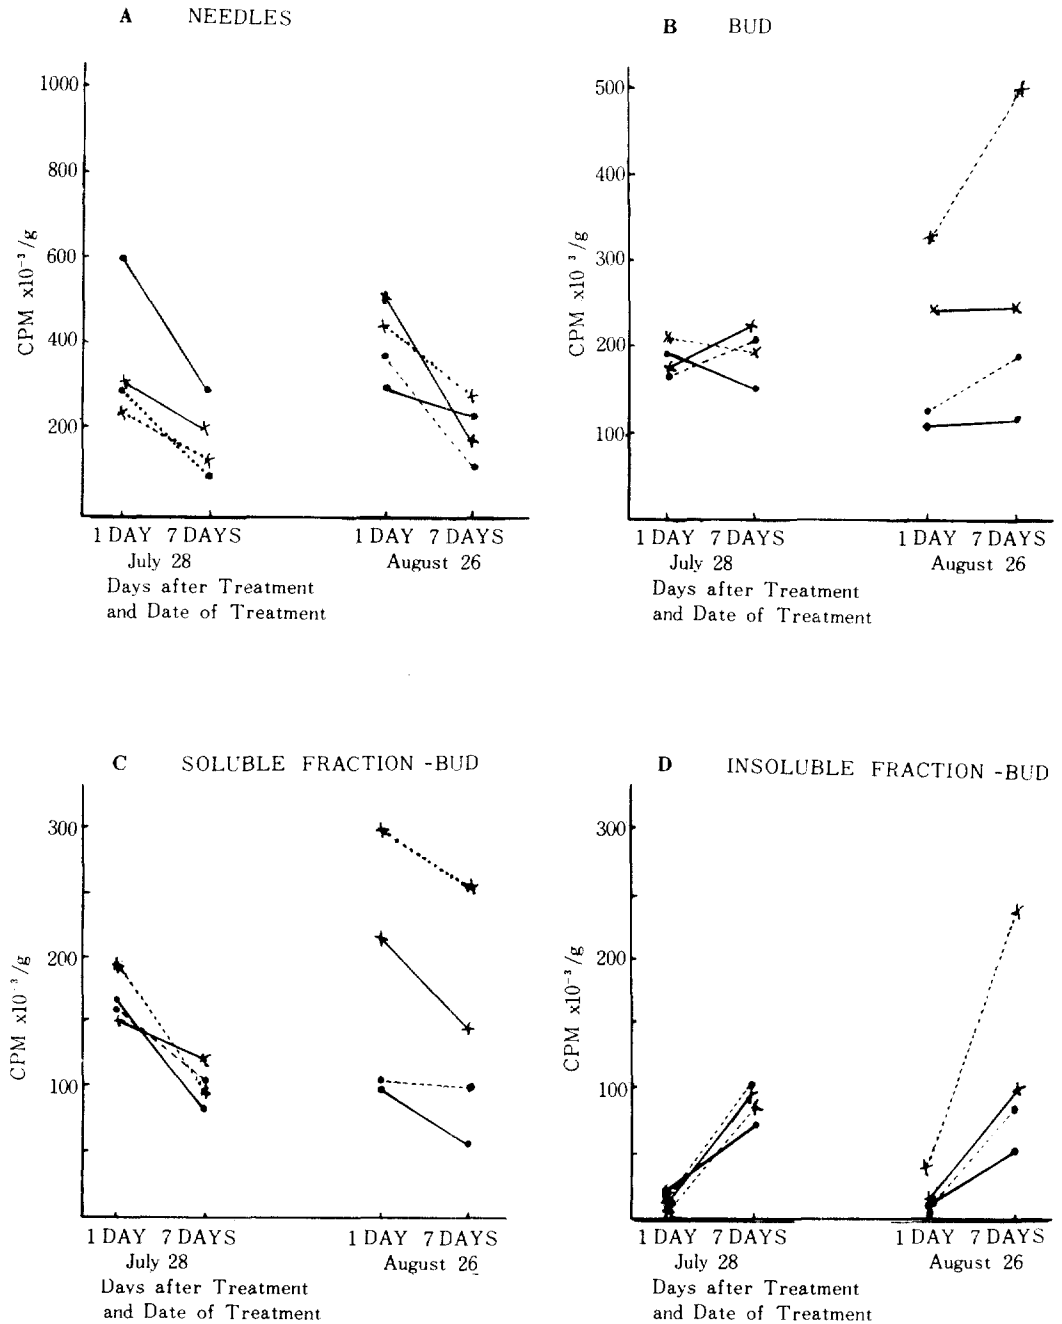 A NEEDLES
1000
800
600
400
200
CPM x10⁻³/g
1 DAY 7 DAYS 1 DAY 7 DAYS
July 28 August 26
Days after Treatment
and Date of Treatment
B BUD
500
400
300
200
100
CPM x10⁻³/g
1 DAY 7 DAYS 1 DAY 7 DAYS
July 28 August 26
Days after Treatment
and Date of Treatment
C SOLUBLE FRACTION -BUD
300
200
100
CPM x10⁻³/g
1 DAY 7 DAYS 1 DAY 7 DAYS
July 28 August 26
Days after Treatment
and Date of Treatment
D INSOLUBLE FRACTION -BUD
300
200
100
CPM x10⁻³/g
1 DAY 7 DAYS 1 DAY 7 DAYS
July 28 August 26
Days after Treatment
and Date of Treatment